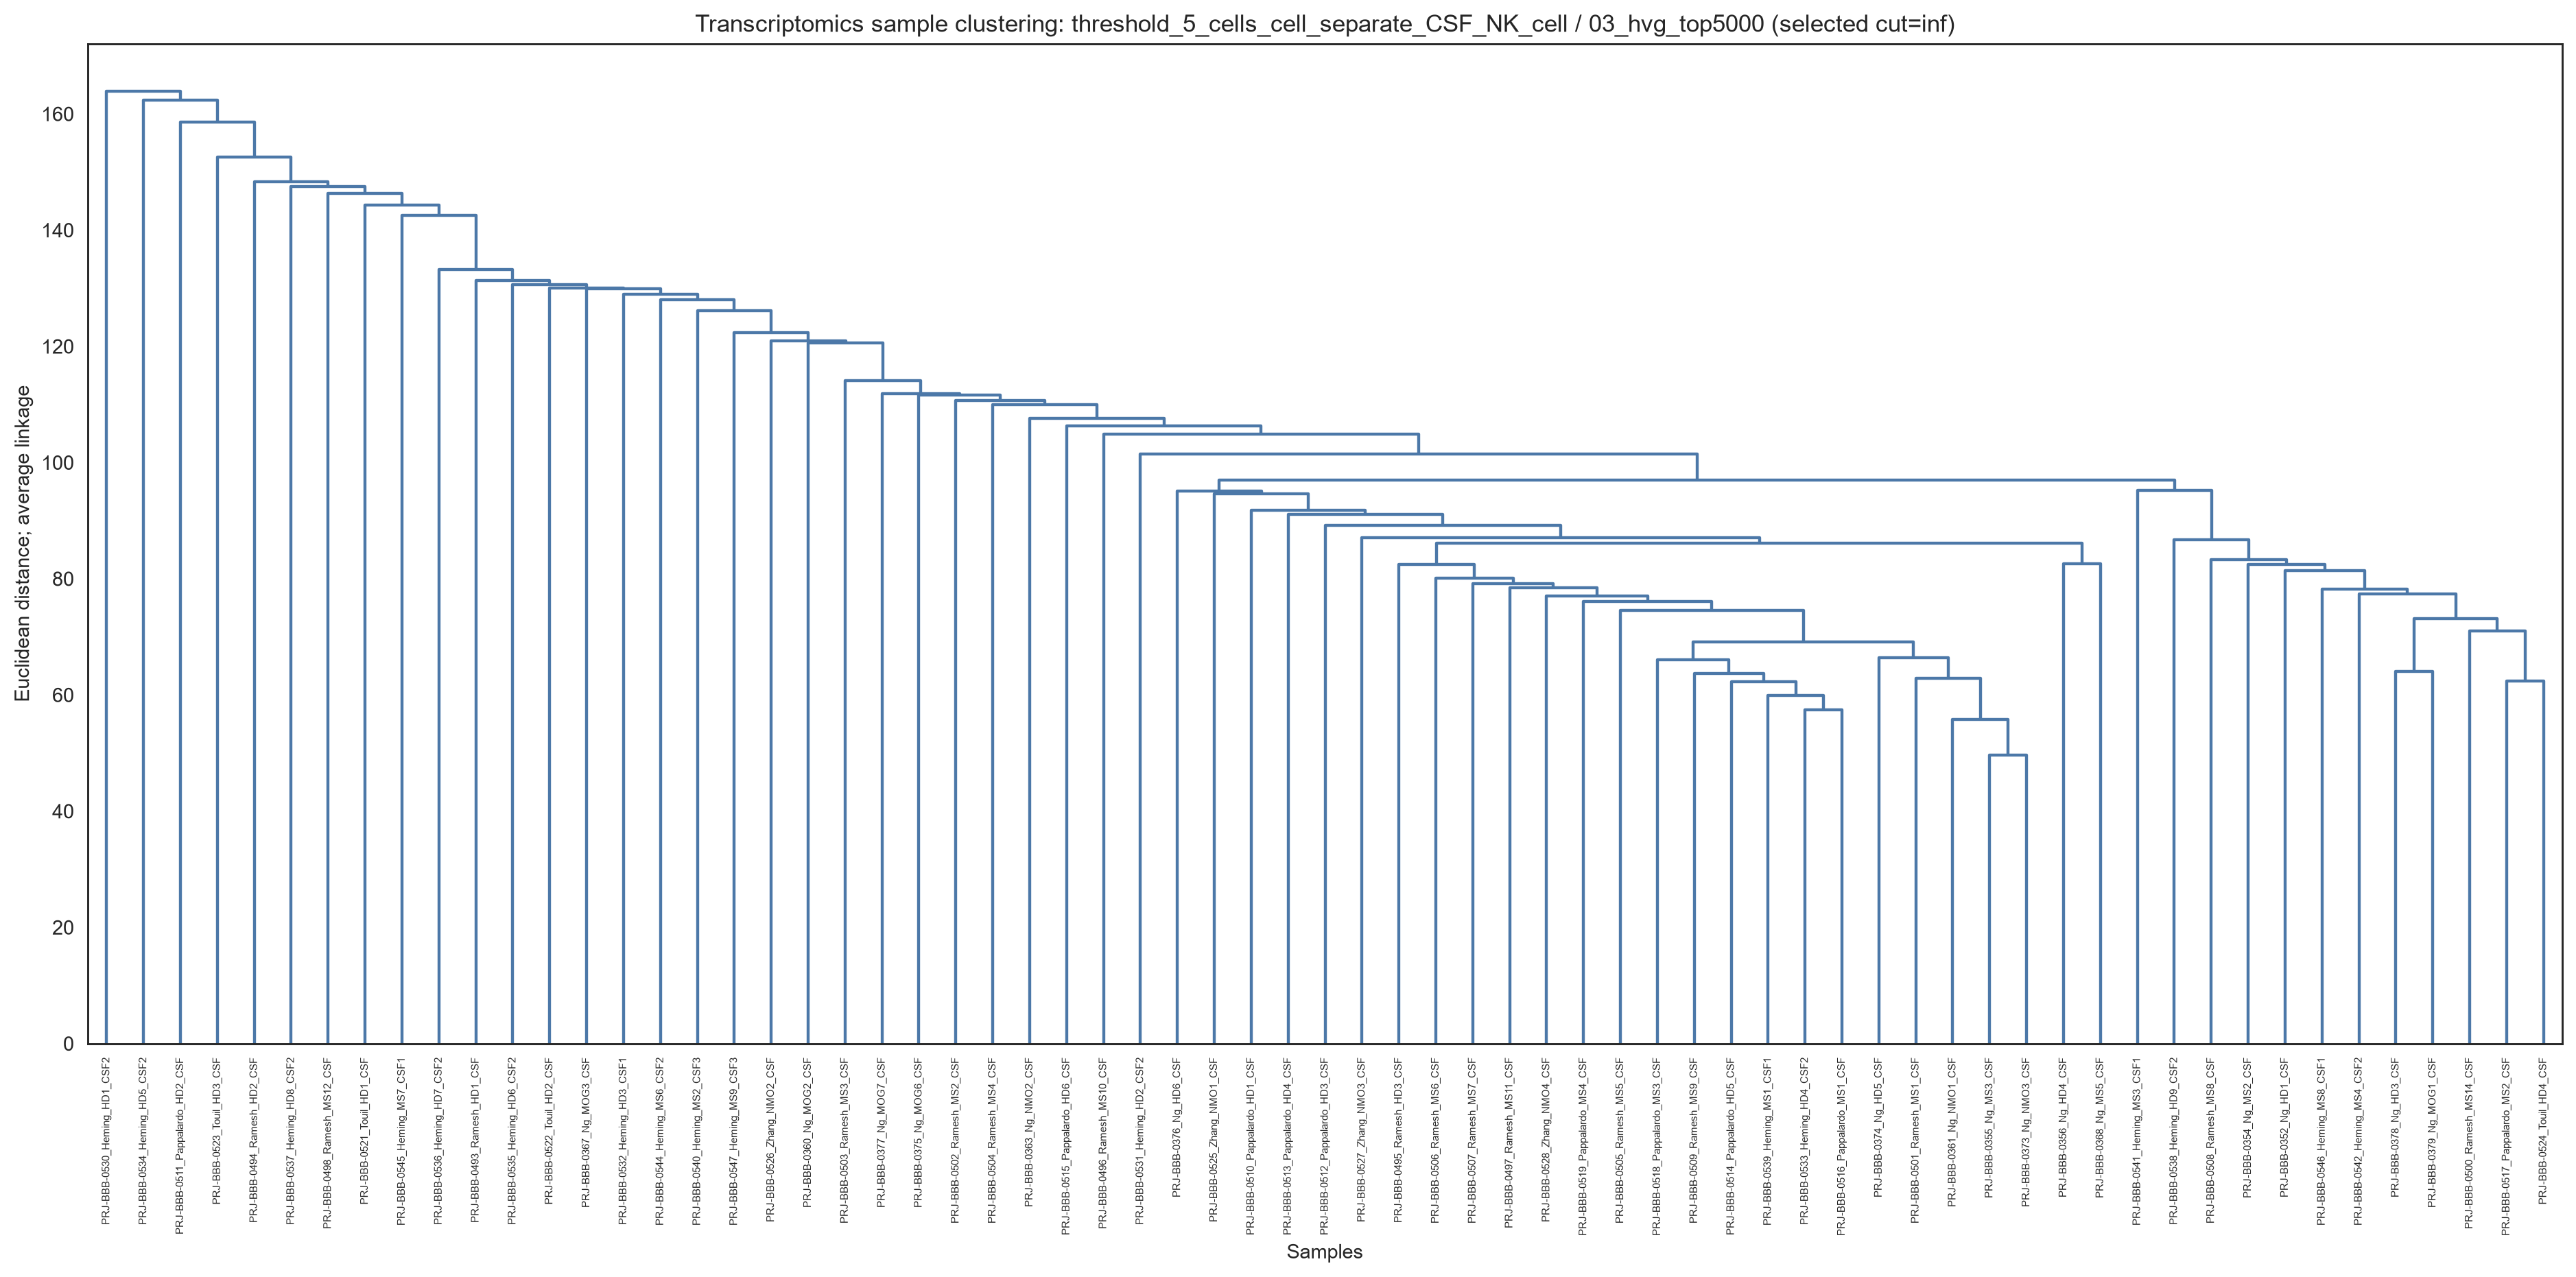 Transcriptomics sample clustering: threshold_5_cells_cell_separate_CSF_NK_cell / 03_hvg_top5000 (selected cut=inf)
Euclidean distance; average linkage
160
140
120
100
80
60
40
20
0
PRJ-BBB-0530_Heming_HD1_CSF2
PRJ-BBB-0534_Heming_HD5_CSF2
PRJ-BBB-0511_Pappalardo_HD2_CSF
PRJ-BBB-0523_Touil_HD3_CSF
PRJ-BBB-0494_Ramesh_HD2_CSF
PRJ-BBB-0537_Heming_HD8_CSF2
PRJ-BBB-0498_Ramesh_MS12_CSF
PRJ-BBB-0521_Touil_HD1_CSF
PRJ-BBB-0545_Heming_MS7_CSF1
PRJ-BBB-0536_Heming_HD7_CSF2
PRJ-BBB-0493_Ramesh_HD1_CSF
PRJ-BBB-0535_Heming_HD6_CSF2
PRJ-BBB-0522_Touil_HD2_CSF
PRJ-BBB-0367_Ng_MOG3_CSF
PRJ-BBB-0532_Heming_HD3_CSF1
PRJ-BBB-0544_Heming_MS6_CSF2
PRJ-BBB-0540_Heming_MS2_CSF3
PRJ-BBB-0547_Heming_MS9_CSF3
PRJ-BBB-0526_Zhang_NMO2_CSF
PRJ-BBB-0360_Ng_MOG2_CSF
PRJ-BBB-0503_Ramesh_MS3_CSF
PRJ-BBB-0377_Ng_MOG7_CSF
PRJ-BBB-0375_Ng_MOG6_CSF
PRJ-BBB-0502_Ramesh_MS2_CSF
PRJ-BBB-0504_Ramesh_MS4_CSF
PRJ-BBB-0363_Ng_NMO2_CSF
PRJ-BBB-0515_Pappalardo_HD6_CSF
PRJ-BBB-0496_Ramesh_MS10_CSF
PRJ-BBB-0531_Heming_HD2_CSF2
PRJ-BBB-0376_Ng_HD6_CSF
PRJ-BBB-0525_Zhang_NMO1_CSF
PRJ-BBB-0510_Pappalardo_HD1_CSF
PRJ-BBB-0513_Pappalardo_HD4_CSF
PRJ-BBB-0512_Pappalardo_HD3_CSF
PRJ-BBB-0527_Zhang_NMO3_CSF
PRJ-BBB-0495_Ramesh_HD3_CSF
PRJ-BBB-0506_Ramesh_MS6_CSF
PRJ-BBB-0507_Ramesh_MS7_CSF
PRJ-BBB-0497_Ramesh_MS11_CSF
PRJ-BBB-0528_Zhang_NMO4_CSF
PRJ-BBB-0519_Pappalardo_MS4_CSF
PRJ-BBB-0505_Ramesh_MS5_CSF
PRJ-BBB-0518_Pappalardo_MS3_CSF
PRJ-BBB-0509_Ramesh_MS9_CSF
PRJ-BBB-0514_Pappalardo_HD5_CSF
PRJ-BBB-0539_Heming_MS1_CSF1
PRJ-BBB-0533_Heming_HD4_CSF2
PRJ-BBB-0516_Pappalardo_MS1_CSF
PRJ-BBB-0374_Ng_HD5_CSF
PRJ-BBB-0501_Ramesh_MS1_CSF
PRJ-BBB-0361_Ng_NMO1_CSF
PRJ-BBB-0355_Ng_MS3_CSF
PRJ-BBB-0373_Ng_NMO3_CSF
PRJ-BBB-0356_Ng_HD4_CSF
PRJ-BBB-0368_Ng_MS5_CSF
PRJ-BBB-0541_Heming_MS3_CSF1
PRJ-BBB-0538_Heming_HD9_CSF2
PRJ-BBB-0508_Ramesh_MS8_CSF
PRJ-BBB-0354_Ng_MS2_CSF
PRJ-BBB-0352_Ng_HD1_CSF
PRJ-BBB-0546_Heming_MS8_CSF1
PRJ-BBB-0542_Heming_MS4_CSF2
PRJ-BBB-0378_Ng_HD3_CSF
PRJ-BBB-0379_Ng_MOG1_CSF
PRJ-BBB-0500_Ramesh_MS14_CSF
PRJ-BBB-0517_Pappalardo_MS2_CSF
PRJ-BBB-0524_Touil_HD4_CSF
Samples